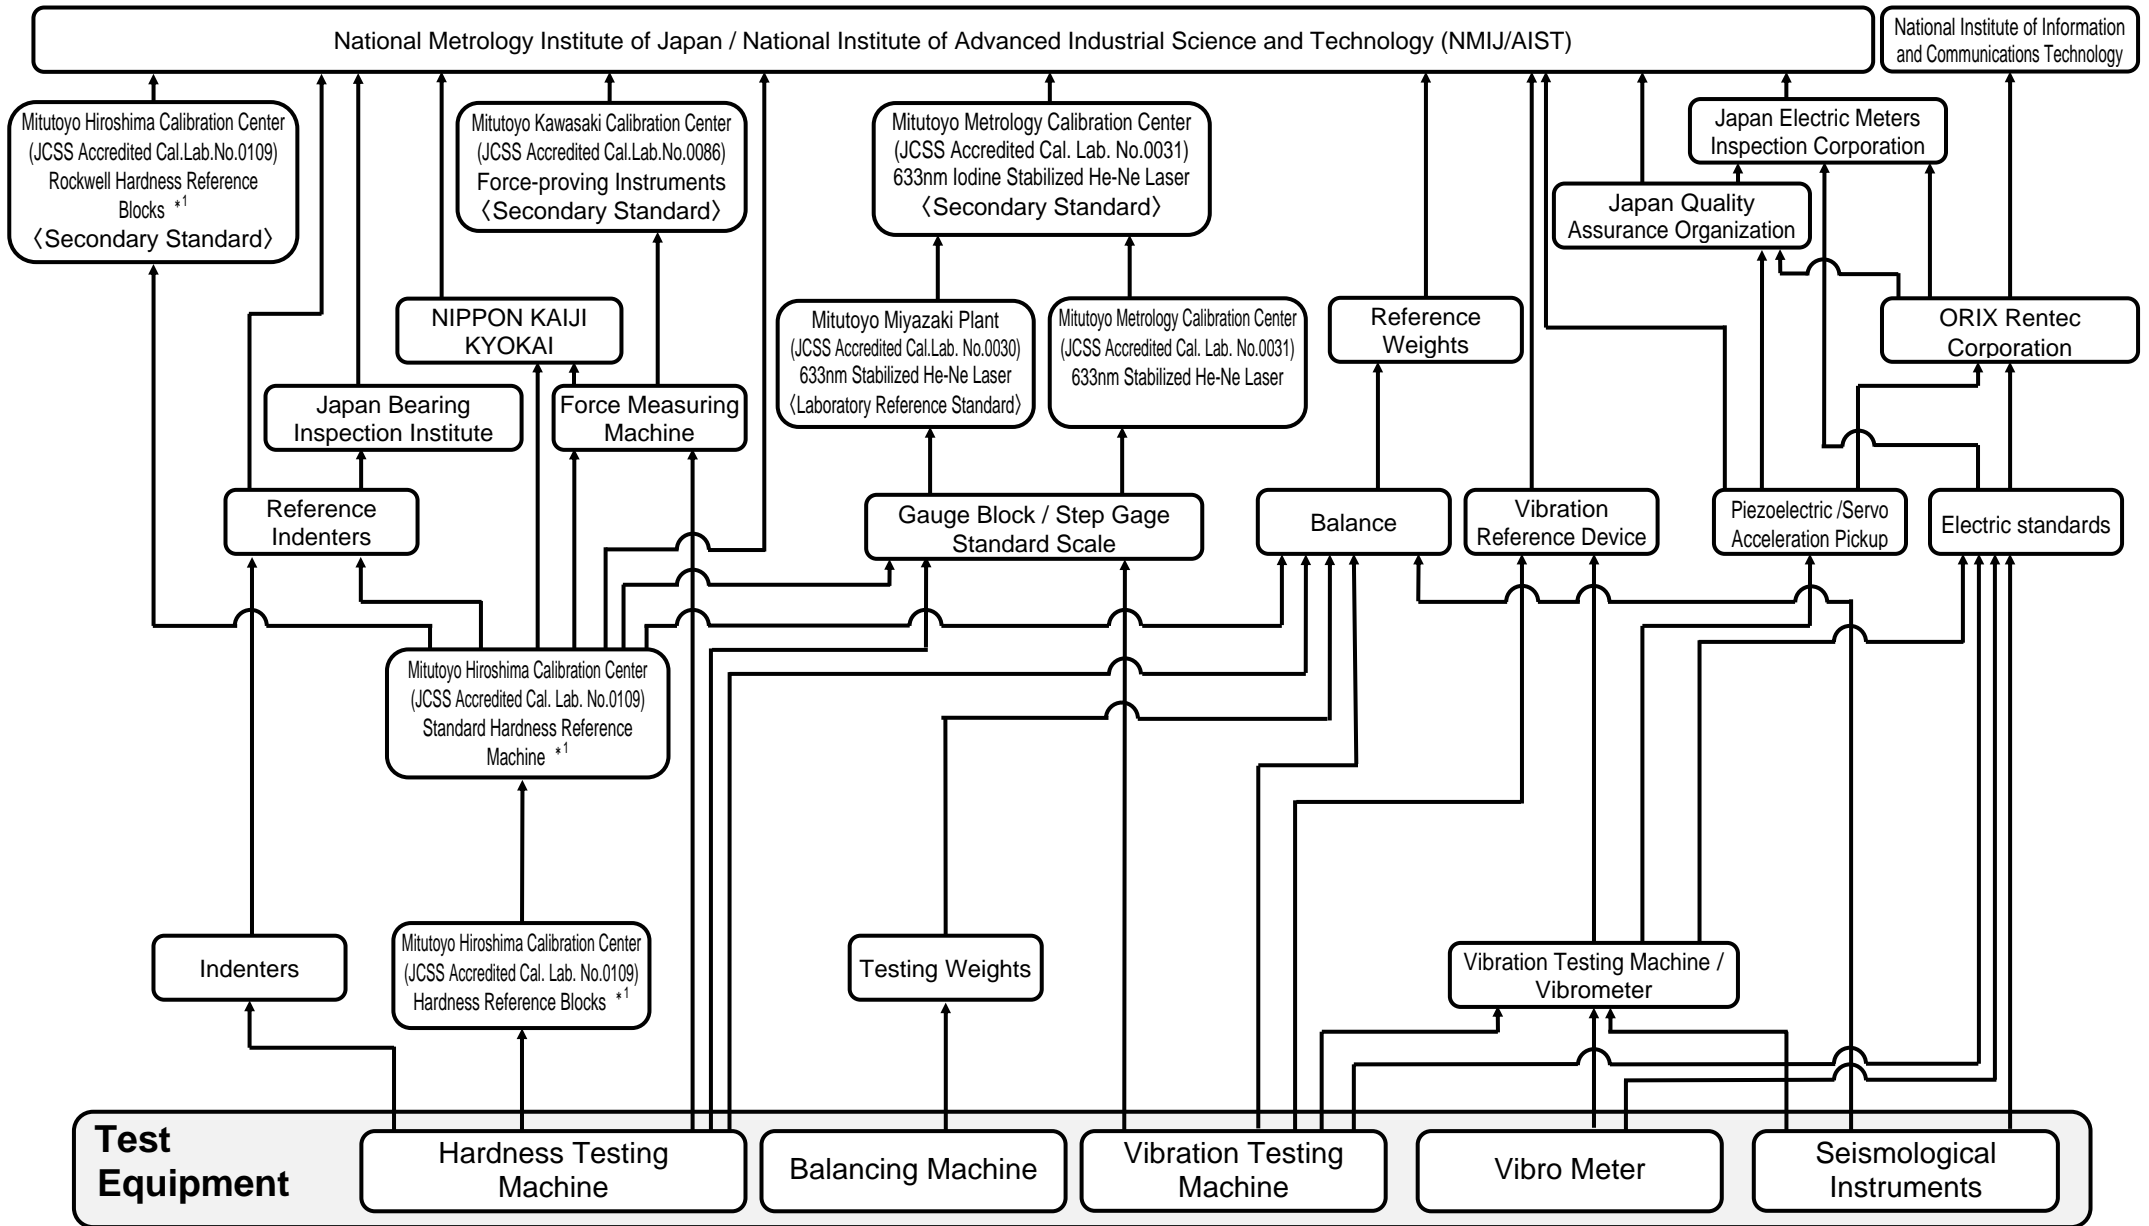 National Metrology Institute of Japan / National Institute of Advanced Industrial Science and Technology (NMIJ/AIST)
National Institute of Information
and Communications Technology
Mitutoyo Hiroshima Calibration Center
(JCSS Accredited Cal.Lab.No.0109)
Rockwell Hardness Reference
Blocks *1
〈Secondary Standard〉
Mitutoyo Kawasaki Calibration Center
(JCSS Accredited Cal.Lab.No.0086)
Force-proving Instruments
〈Secondary Standard〉
Mitutoyo Metrology Calibration Center
(JCSS Accredited Cal. Lab. No.0031)
633nm Iodine Stabilized He-Ne Laser
〈Secondary Standard〉
Japan Electric Meters
Inspection Corporation
Japan Quality
Assurance Organization
NIPPON KAIJI
KYOKAI
Mitutoyo Miyazaki Plant
(JCSS Accredited Cal.Lab. No.0030)
633nm Stabilized He-Ne Laser
〈Laboratory Reference Standard〉
Mitutoyo Metrology Calibration Center
(JCSS Accredited Cal. Lab. No.0031)
633nm Stabilized He-Ne Laser
Reference
Weights
ORIX Rentec
Corporation
Japan Bearing
Inspection Institute
Force Measuring
Machine
Reference
Indenters
Gauge Block / Step Gage
Standard Scale
Balance
Vibration
Reference Device
Piezoelectric /Servo
Acceleration Pickup
Electric standards
Mitutoyo Hiroshima Calibration Center
(JCSS Accredited Cal. Lab. No.0109)
Standard Hardness Reference
Machine *1
Indenters
Mitutoyo Hiroshima Calibration Center
(JCSS Accredited Cal. Lab. No.0109)
Hardness Reference Blocks *1
Testing Weights
Vibration Testing Machine /
Vibrometer
Test
Equipment
Hardness Testing
Machine
Balancing Machine
Vibration Testing
Machine
Vibro Meter
Seismological
Instruments